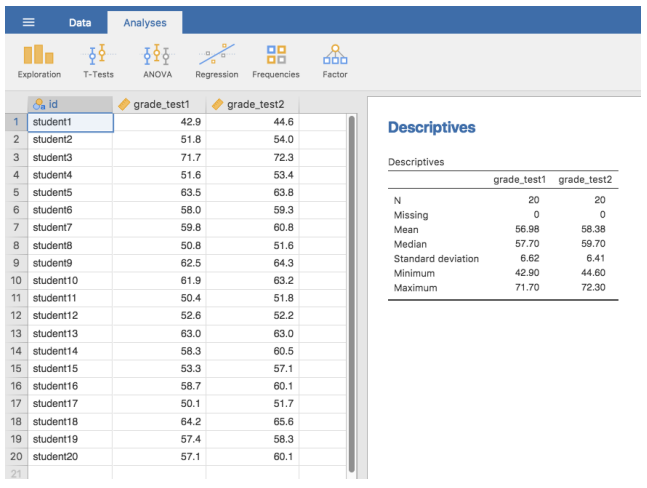 Data Analyses
Exploration T-Tests ANOVA Regression Frequencies Factor
id grade_test1 grade_test2
1 student1 42.9 44.6
2 student2 51.8 54.0
3 student3 71.7 72.3
4 student4 51.6 53.4
5 student5 63.5 63.8
6 student6 58.0 59.3
7 student7 59.8 60.8
8 student8 50.8 51.6
9 student9 62.5 64.3
10 student10 61.9 63.2
11 student11 50.4 51.8
12 student12 52.6 52.2
13 student13 63.0 63.0
14 student14 58.3 60.5
15 student15 53.3 57.1
16 student16 58.7 60.1
17 student17 50.1 51.7
18 student18 64.2 65.6
19 student19 57.4 58.3
20 student20 57.1 60.1
21
Descriptives
Descriptives
grade_test1 grade_test2
N 20 20
Missing 0 0
Mean 56.98 58.38
Median 57.70 59.70
Standard deviation 6.62 6.41
Minimum 42.90 44.60
Maximum 71.70 72.30